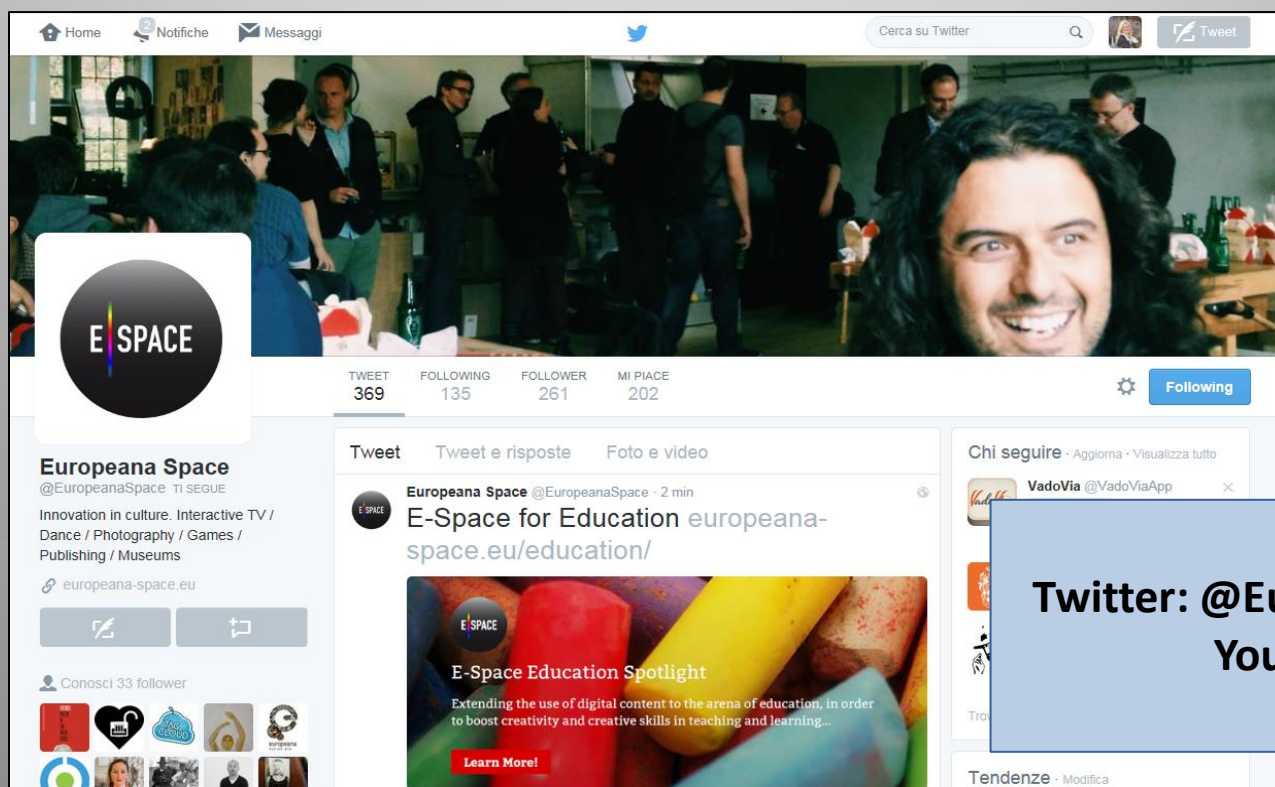 Home
2
Notifiche
Messaggi
Cerca su Twitter
Tweet
E SPACE
TWEET
369
FOLLOWING
135
FOLLOWER
261
MI PIACE
202
Following
Europeana Space
@EuropeanaSpace TI SEGUE
Innovation in culture. Interactive TV /
Dance / Photography / Games /
Publishing / Museums
europeana-space.eu
Conosci 33 follower
TAG CLOUD
europeana
Tweet
Tweet e risposte
Foto e video
E SPACE
Europeana Space @EuropeanaSpace · 2 min
E-Space for Education europeana-
space.eu/education/
E SPACE
E-Space Education Spotlight
Extending the use of digital content to the arena of education, in order
to boost creativity and creative skills in teaching and learning...
Learn More!
Chi seguire · Aggiorna · Visualizza tutto
VadoVia @VadoViaApp
Twitter: @Eu
You
Tendenze · Modifica